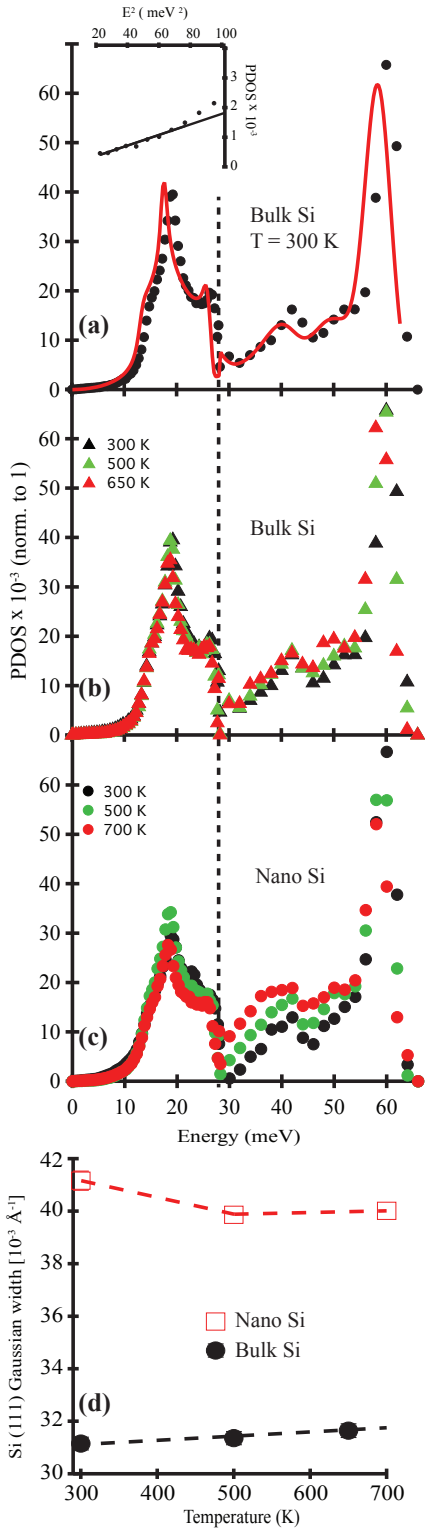 E² ( meV ²)
20 40 60 80 100
3
2
1
0
PDOS x 10⁻³
60
50
40
30
20
10
0
Bulk Si
T = 300 K
(a)
60
50
40
30
20
10
0
300 K
500 K
650 K
Bulk Si
(b)
PDOS x 10⁻³ (norm. to 1)
60
50
40
30
20
10
0
300 K
500 K
700 K
Nano Si
(c)
0 10 20 30 40 50 60
Energy (meV)
42
40
38
36
34
32
30
Si (111) Gaussian width [10⁻³ Å⁻¹]
Nano Si
Bulk Si
(d)
300 400 500 600 700
Temperature (K)